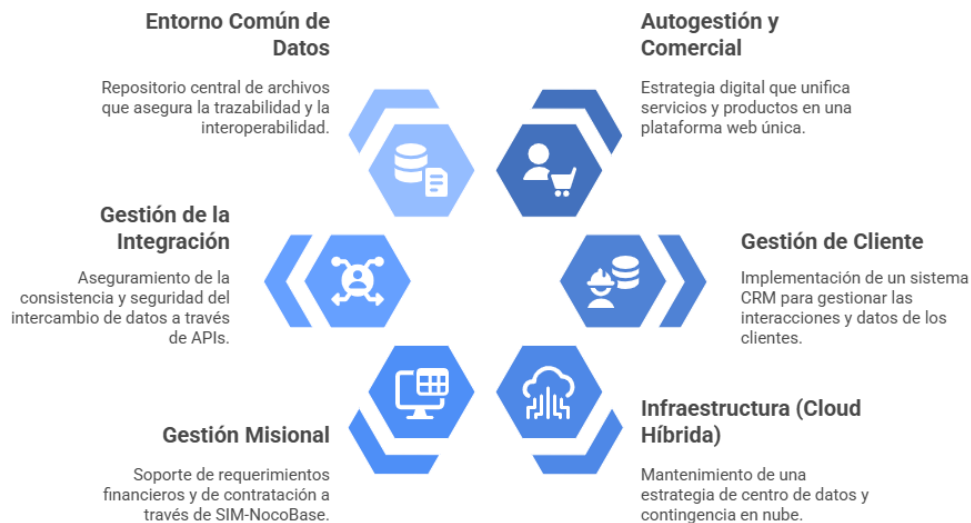 Entorno Común de
Datos
Repositorio central de archivos
que asegura la trazabilidad y la
interoperabilidad.
Autogestión y
Comercial
Estrategia digital que unifica
servicios y productos en una
plataforma web única.
Gestión de la
Integración
Aseguramiento de la
consistencia y seguridad del
intercambio de datos a través
de APIs.
Gestión de Cliente
Implementación de un sistema
CRM para gestionar las
interacciones y datos de los
clientes.
Gestión Misional
Soporte de requerimientos
financieros y de contratación a
través de SIM-NocoBase.
Infraestructura (Cloud
Híbrida)
Mantenimiento de una
estrategia de centro de datos y
contingencia en nube.